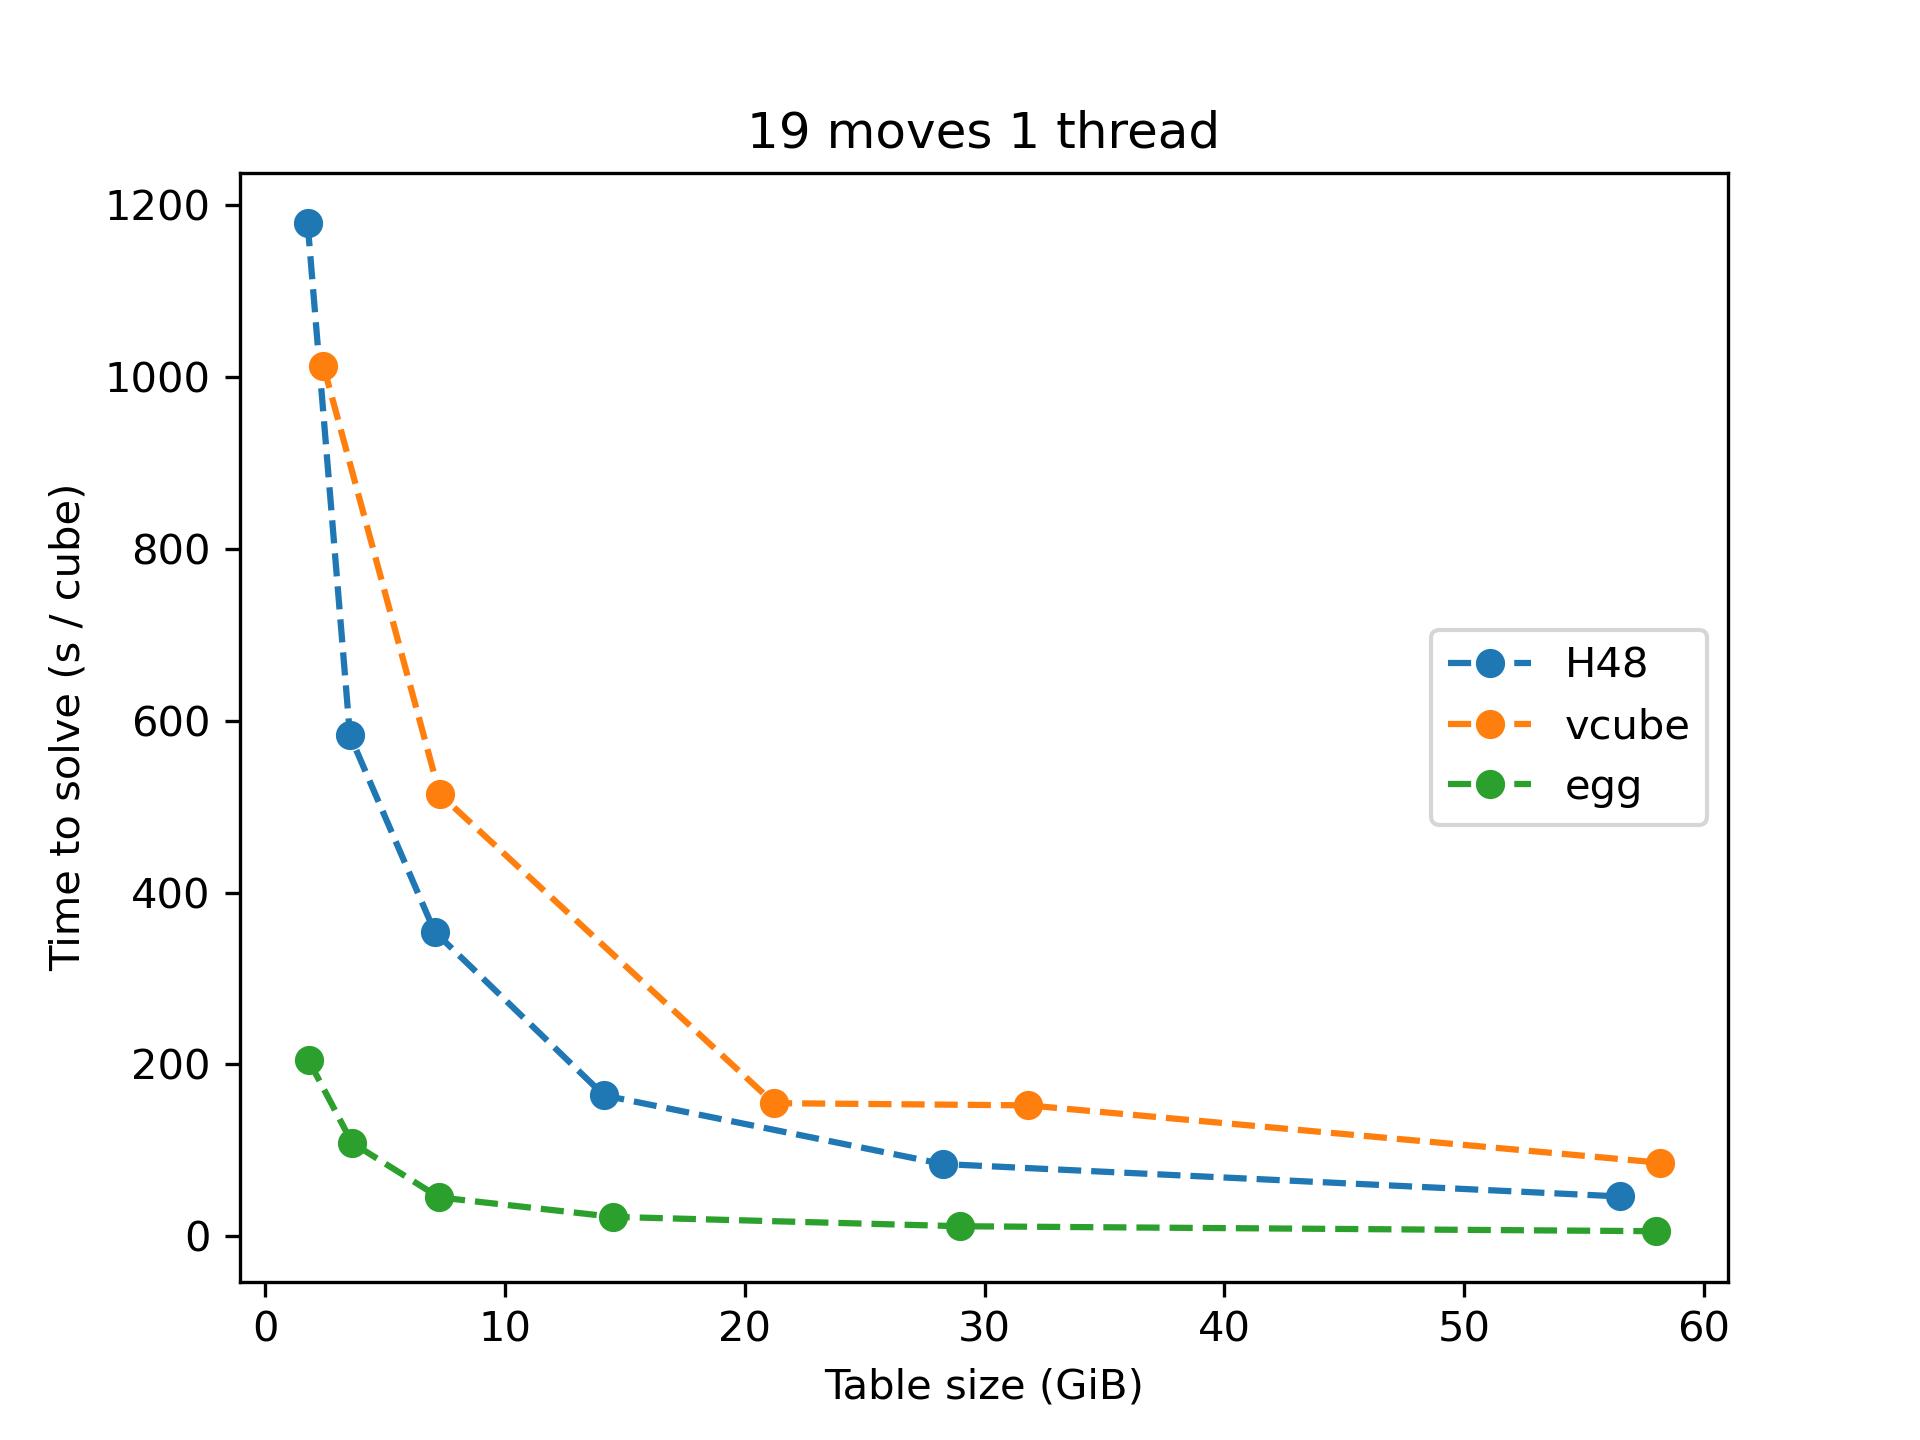 19 moves 1 thread
1200
1000
800
600
400
200
0
Time to solve (s / cube)
H48
vcube
egg
0 10 20 30 40 50 60
Table size (GiB)